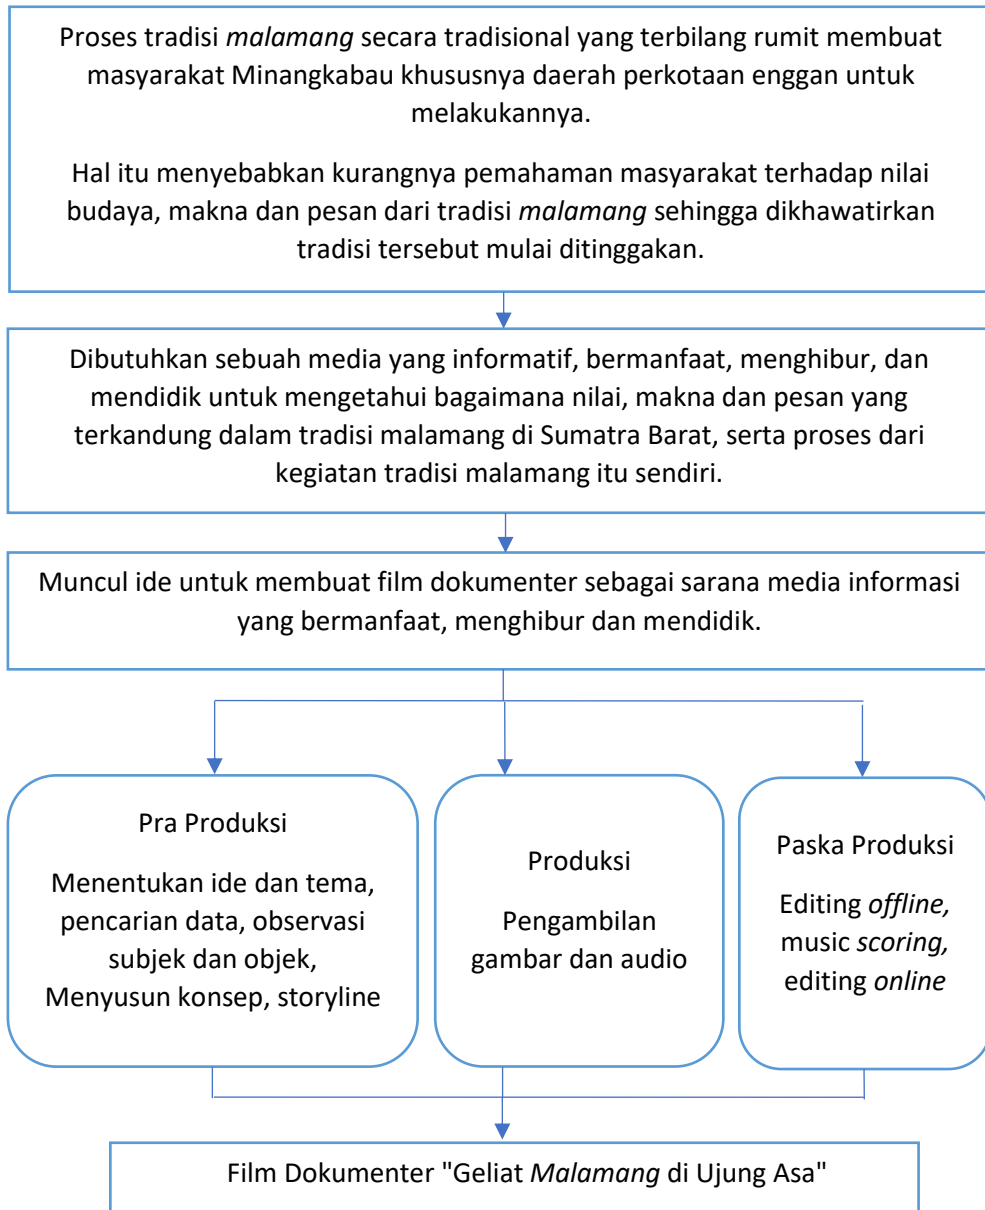 Proses tradisi malamang secara tradisional yang terbilang rumit membuat
masyarakat Minangkabau khususnya daerah perkotaan enggan untuk
melakukannya.
Hal itu menyebabkan kurangnya pemahaman masyarakat terhadap nilai
budaya, makna dan pesan dari tradisi malamang sehingga dikhawatirkan
tradisi tersebut mulai ditinggakan.
Dibutuhkan sebuah media yang informatif, bermanfaat, menghibur, dan
mendidik untuk mengetahui bagaimana nilai, makna dan pesan yang
terkandung dalam tradisi malamang di Sumatra Barat, serta proses dari
kegiatan tradisi malamang itu sendiri.
Muncul ide untuk membuat film dokumenter sebagai sarana media informasi
yang bermanfaat, menghibur dan mendidik.
Pra Produksi
Menentukan ide dan tema,
pencarian data, observasi
subjek dan objek,
Menyusun konsep, storyline
Produksi
Pengambilan
gambar dan audio
Paska Produksi
Editing offline,
music scoring,
editing online
Film Dokumenter "Geliat Malamang di Ujung Asa"